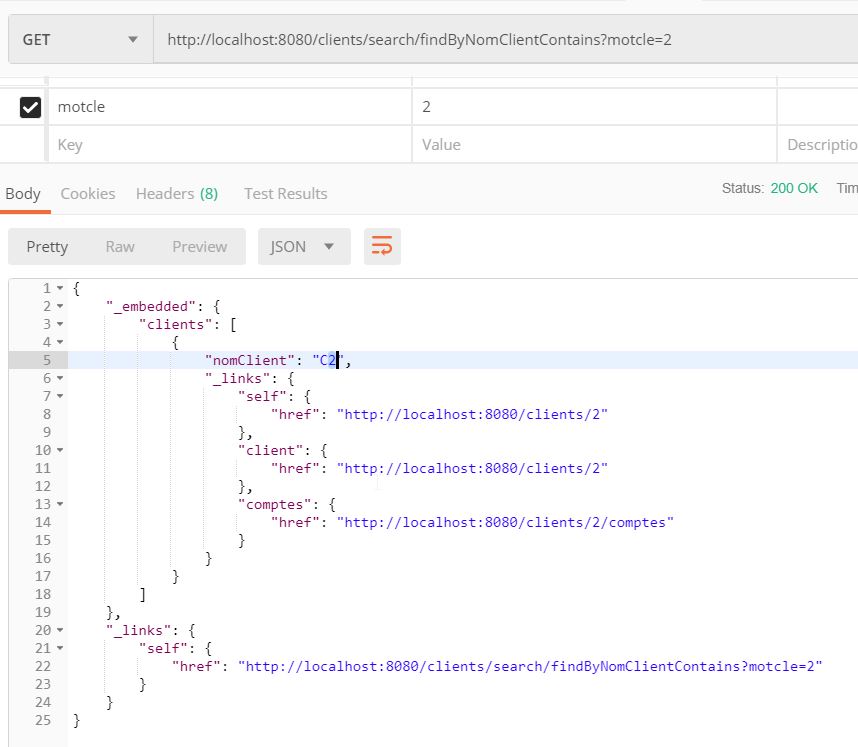 GET http://localhost:8080/clients/search/findByNomClientContains?motcle=2
motcle 2
Key Value Descriptio
Body Cookies Headers (8) Test Results Status: 200 OK Tim
Pretty Raw Preview JSON
1 {
2 "_embedded": {
3 "clients": [
4 {
5 "nomClient": "C2",
6 "_links": {
7 "self": {
8 "href": "http://localhost:8080/clients/2"
9 },
10 "client": {
11 "href": "http://localhost:8080/clients/2"
12 },
13 "comptes": {
14 "href": "http://localhost:8080/clients/2/comptes"
15 }
16 }
17 }
18 ]
19 },
20 "_links": {
21 "self": {
22 "href": "http://localhost:8080/clients/search/findByNomClientContains?motcle=2"
23 }
24 }
25 }